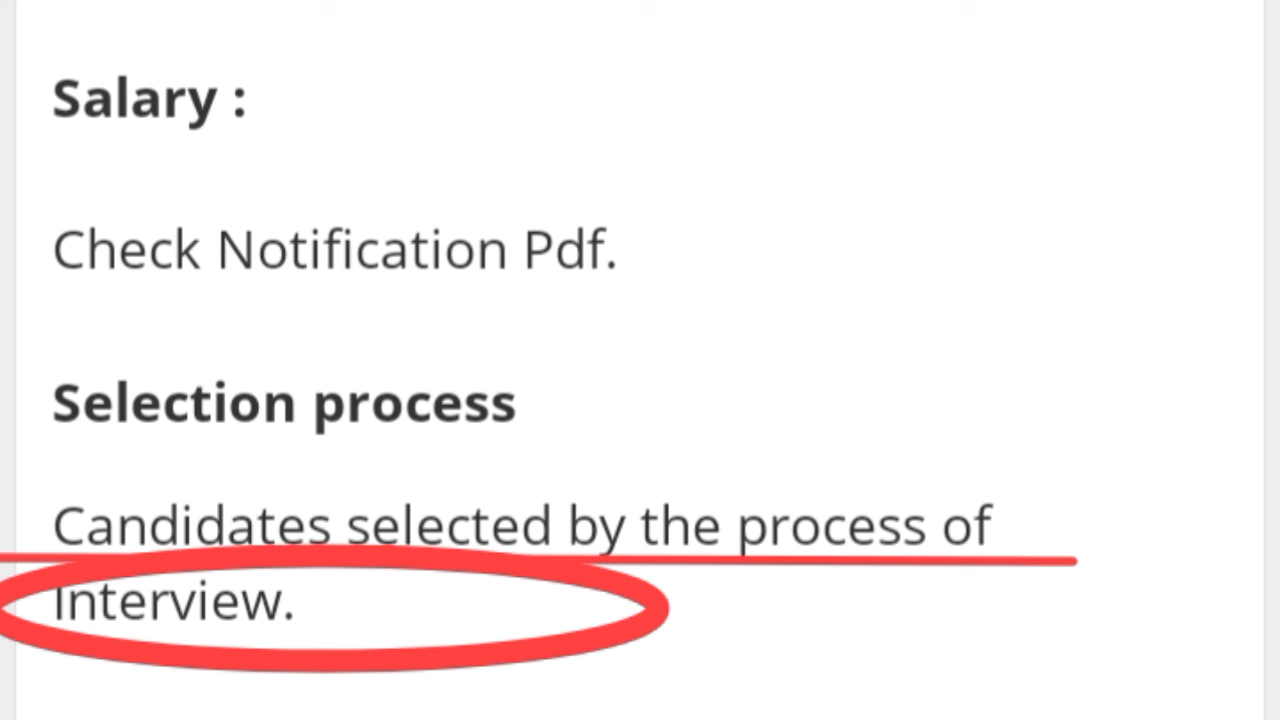 Salary :
Check Notification Pdf.
Selection process
Candidates selected by the process of
Interview.